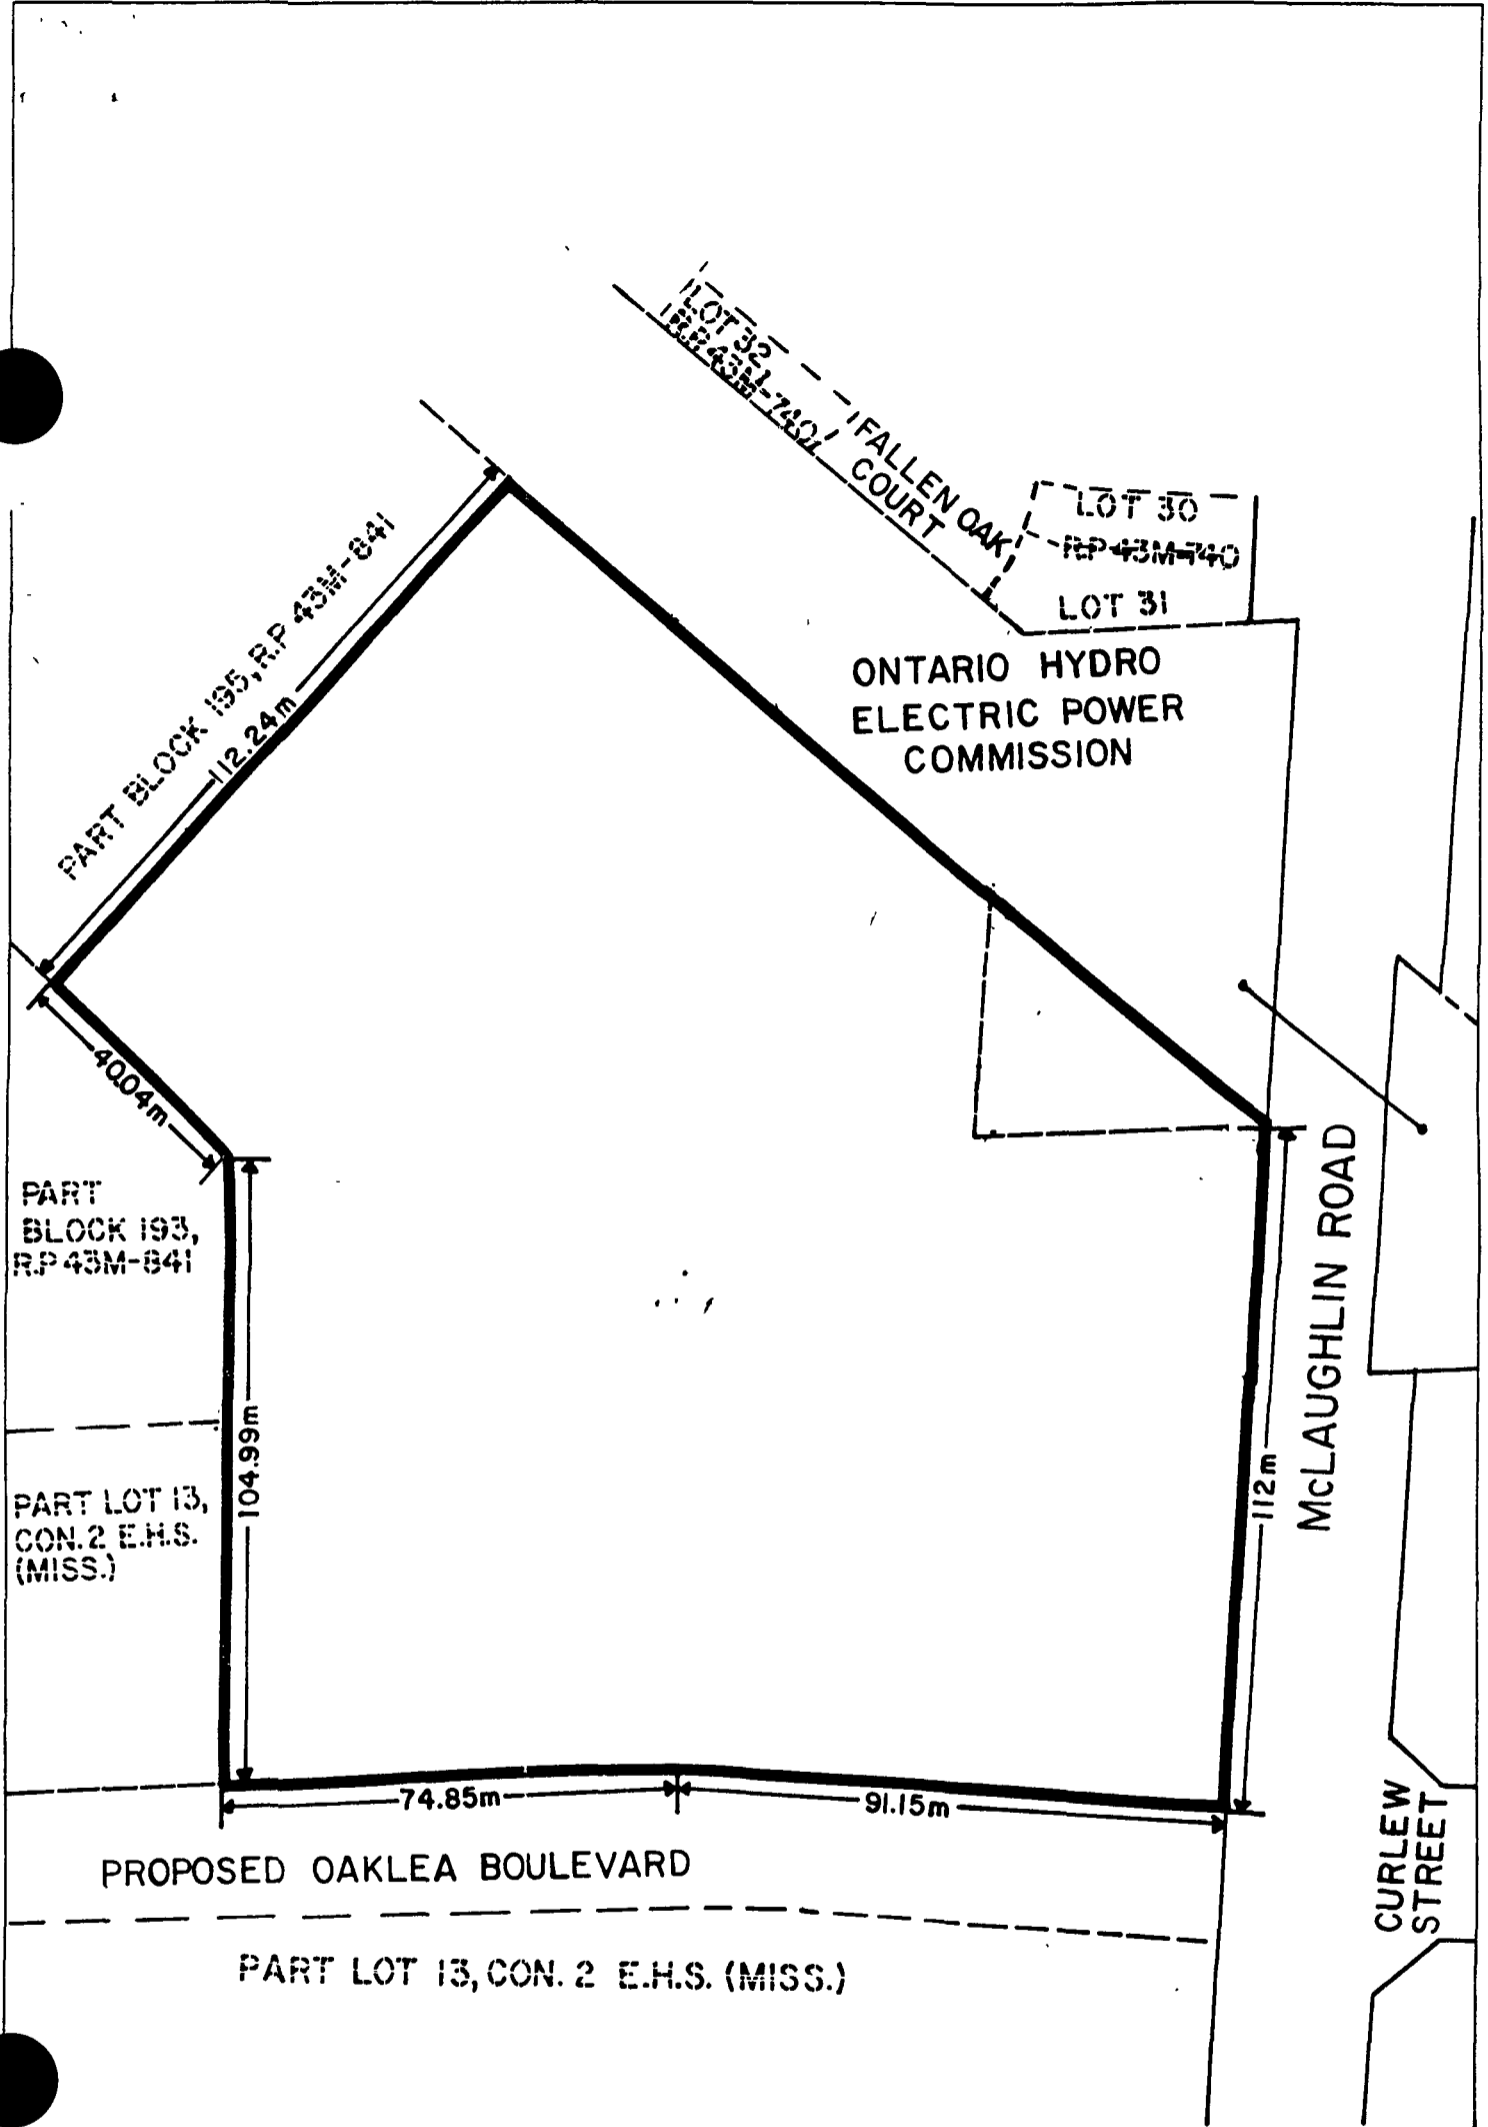 LOT 32
R.P. 43M-740
FALLEN OAK
COURT
LOT 30
R.P 43M-740
LOT 31
ONTARIO HYDRO
ELECTRIC POWER
COMMISSION
PART BLOCK 195, R.P 43M-841
112.24m
40.04m
PART
BLOCK 193,
R.P 43M-841
104.99m
PART LOT 13,
CON. 2 E.H.S.
(MISS.)
McLAUGHLIN ROAD
112m
74.85m
91.15m
PROPOSED OAKLEA BOULEVARD
CURLEW
STREET
PART LOT 13, CON. 2 E.H.S. (MISS.)